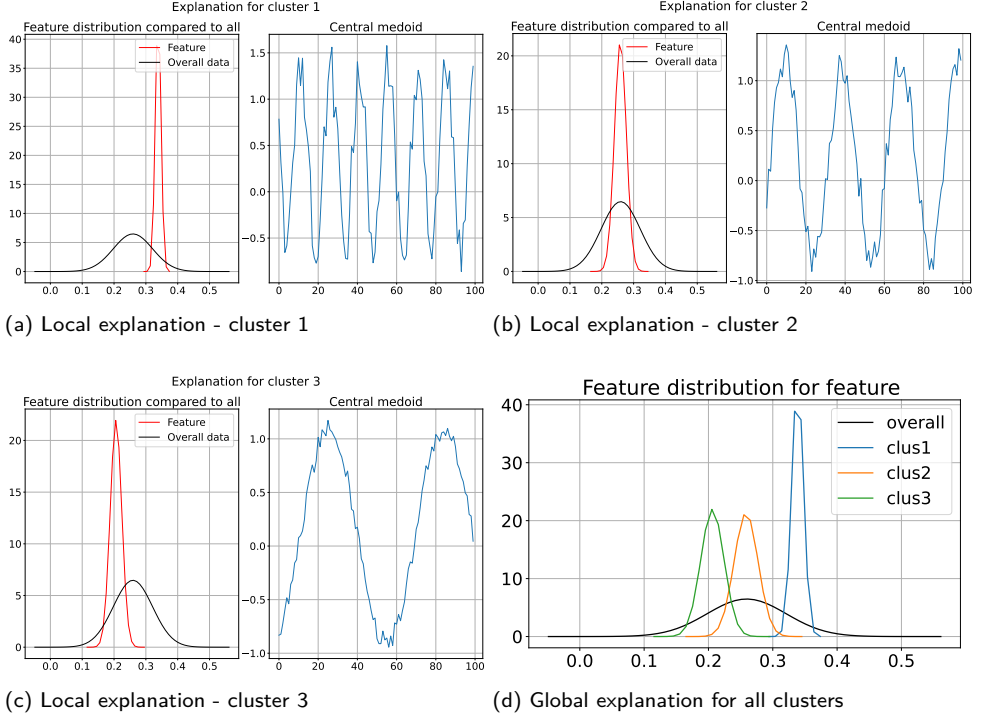 Explanation for cluster 1
Feature distribution compared to all
Central medoid
Feature
Overall data
40
35
30
25
20
15
10
5
0
0.0 0.1 0.2 0.3 0.4 0.5
1.5
1.0
0.5
0.0
−0.5
0 20 40 60 80 100
(a) Local explanation - cluster 1
Explanation for cluster 2
Feature distribution compared to all
Central medoid
Feature
Overall data
20
15
10
5
0
0.0 0.1 0.2 0.3 0.4 0.5
1.0
0.5
0.0
−0.5
−1.0
0 20 40 60 80 100
(b) Local explanation - cluster 2
Explanation for cluster 3
Feature distribution compared to all
Central medoid
Feature
Overall data
20
15
10
5
0
0.0 0.1 0.2 0.3 0.4 0.5
1.0
0.5
0.0
−0.5
−1.0
0 20 40 60 80 100
(c) Local explanation - cluster 3
Feature distribution for feature
overall
clus1
clus2
clus3
40
30
20
10
0
0.0 0.1 0.2 0.3 0.4 0.5
(d) Global explanation for all clusters